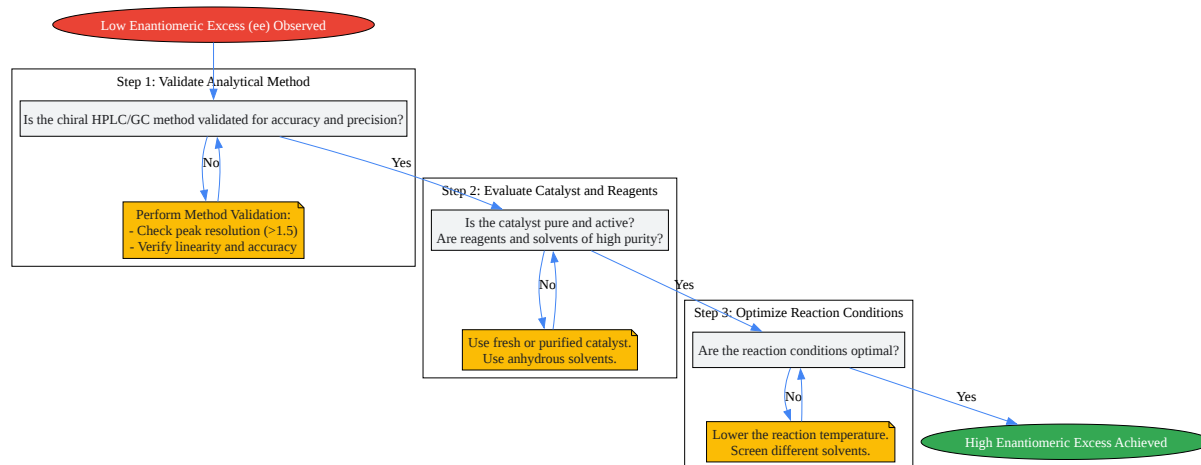 Low Enantiomeric Excess (ee) Observed
Step 1: Validate Analytical Method
Is the chiral HPLC/GC method validated for accuracy and precision?
No
Yes
Perform Method Validation:
- Check peak resolution (>1.5)
- Verify linearity and accuracy
Step 2: Evaluate Catalyst and Reagents
Is the catalyst pure and active?
Are reagents and solvents of high purity?
No
Yes
Use fresh or purified catalyst.
Use anhydrous solvents.
Step 3: Optimize Reaction Conditions
Are the reaction conditions optimal?
No
Yes
Lower the reaction temperature.
Screen different solvents.
High Enantiomeric Excess Achieved